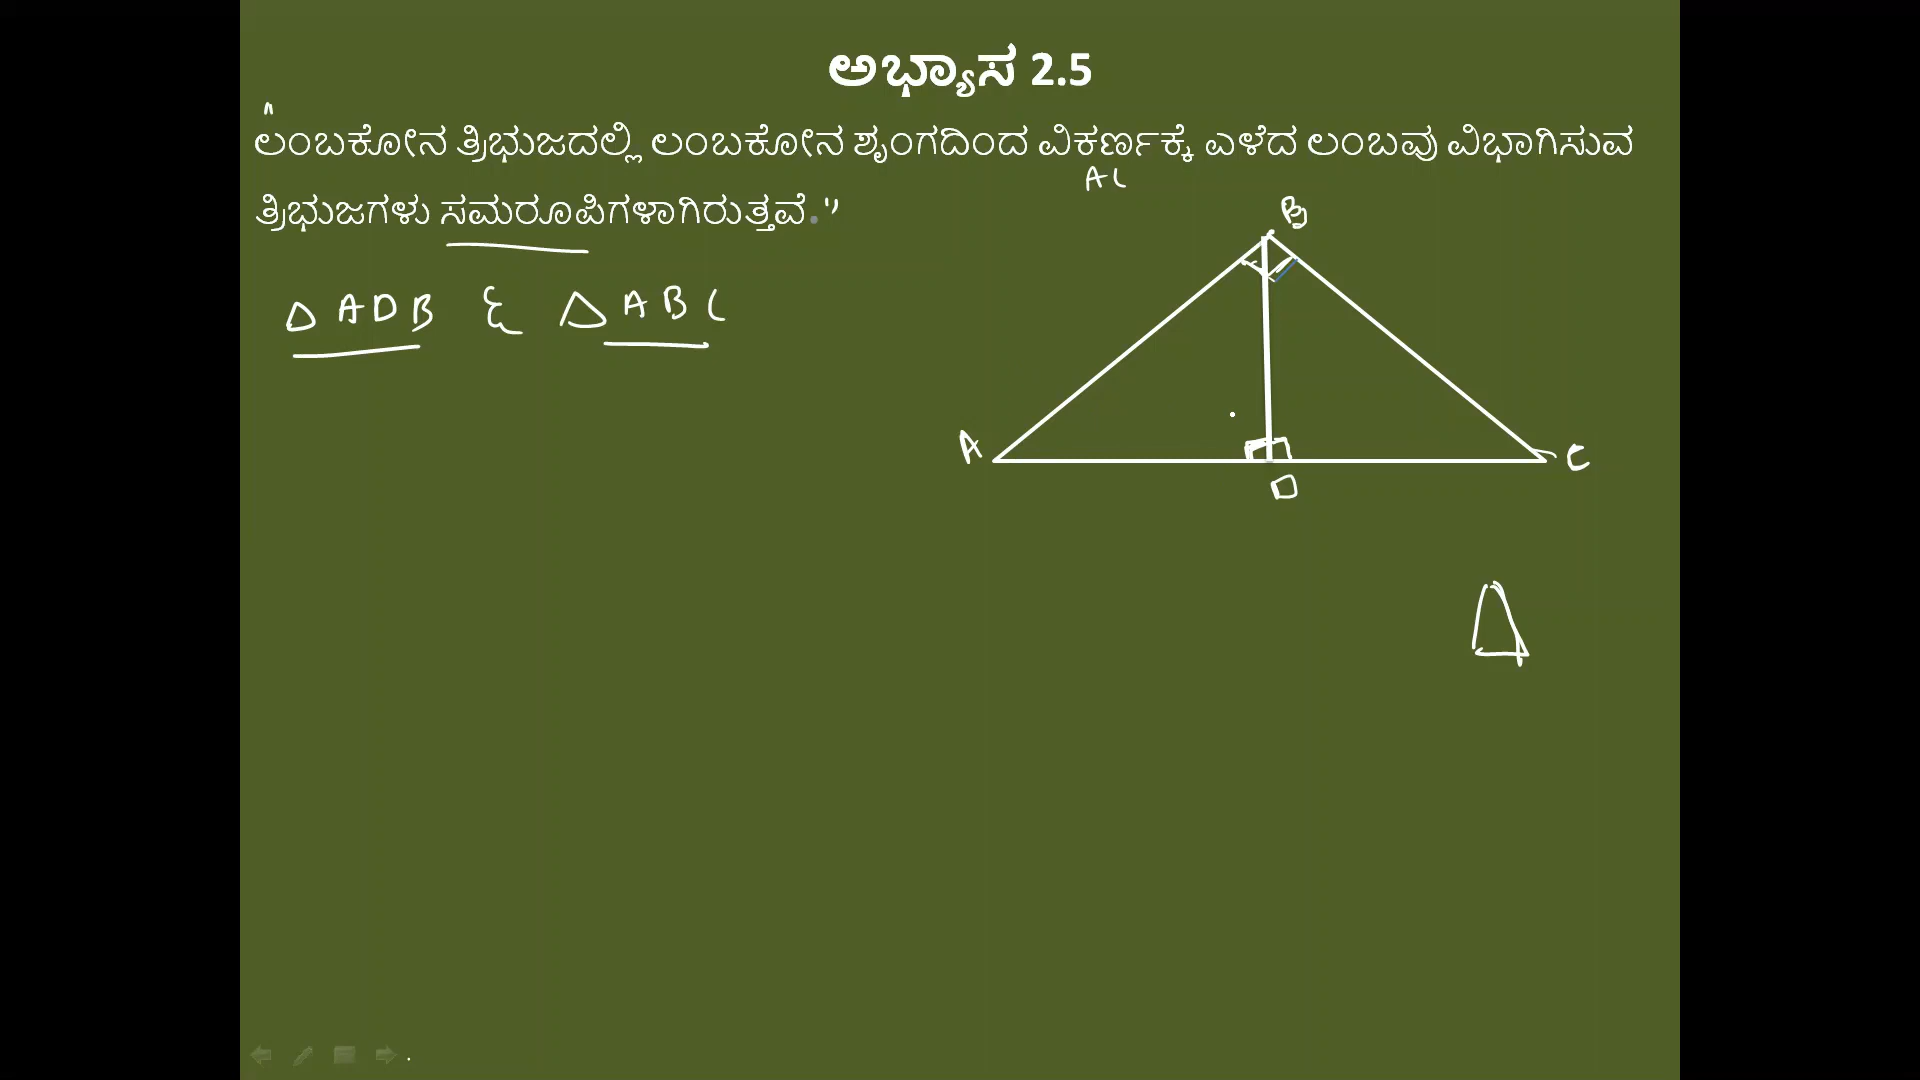 ಅಭ್ಯಾಸ 2.5
"ಲಂಬಕೋನ ತ್ರಿಭುಜದಲ್ಲಿ ಲಂಬಕೋನ ಶೃಂಗದಿಂದ ವಿಕರ್ಣಕ್ಕೆ ಎಳೆದ ಲಂಬವು ವಿಭಾಗಿಸುವ
AC
ತ್ರಿಭುಜಗಳು ಸಮರೂಪಿಗಳಾಗಿರುತ್ತವೆ."
B
△ ADB & △ ABC
A
C
D